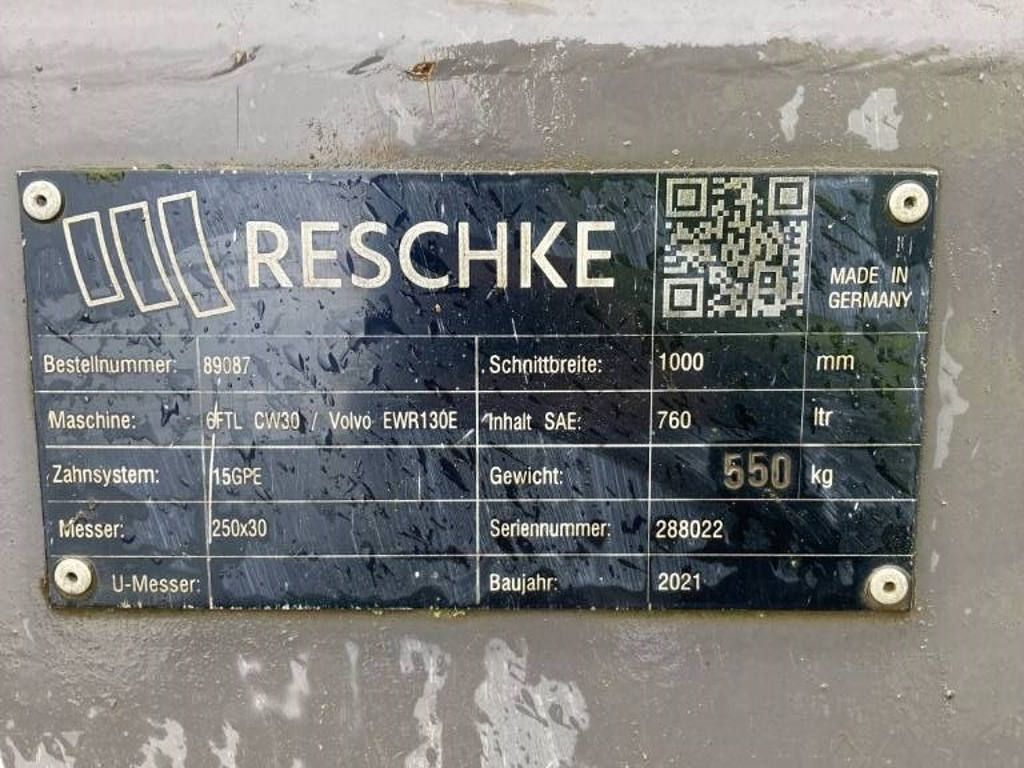 RESCHKE
MADE IN
GERMANY
Bestellnummer: 89087 Schnittbreite: 1000 mm
Maschine: 6FTL CW30 / Volvo EWR130E Inhalt SAE: 760 ltr
Zahnsystem: 15GPE Gewicht: 550 kg
Messer: 250x30 Seriennummer: 288022
U-Messer: Baujahr: 2021